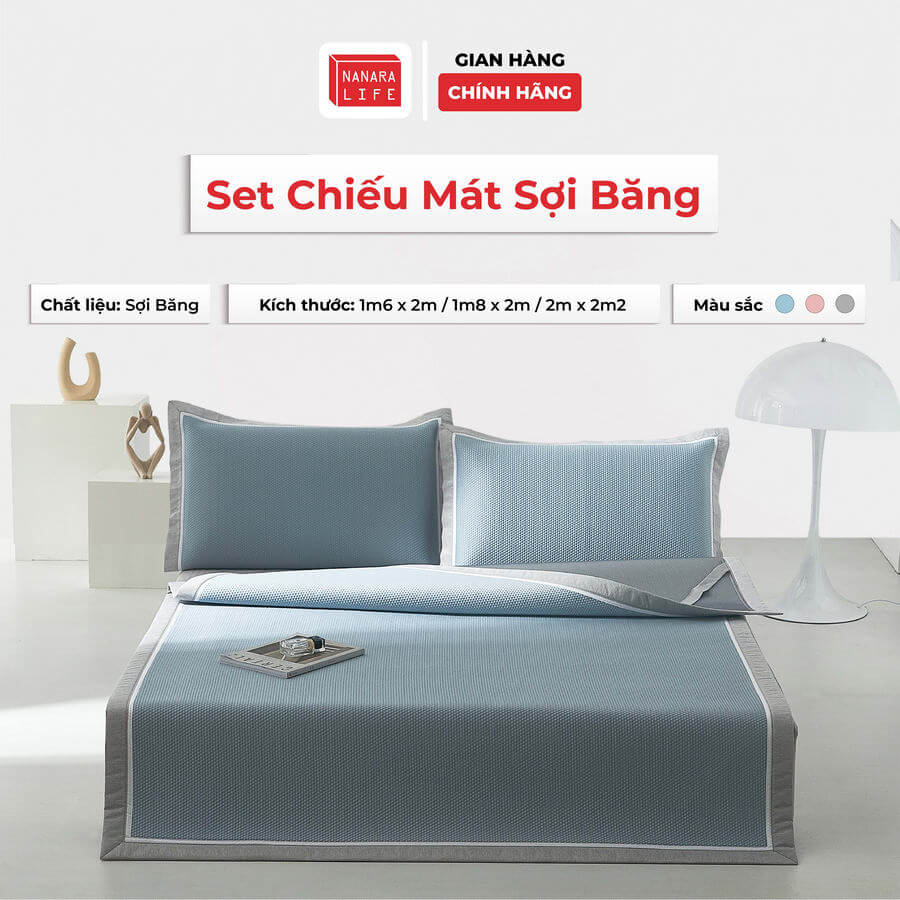 NANARA
LIFE
GIAN HÀNG
CHÍNH HÃNG
Set Chiếu Mát Sợi Băng
Chất liệu: Sợi Băng
Kích thước: 1m6 x 2m / 1m8 x 2m / 2m x 2m2
Màu sắc